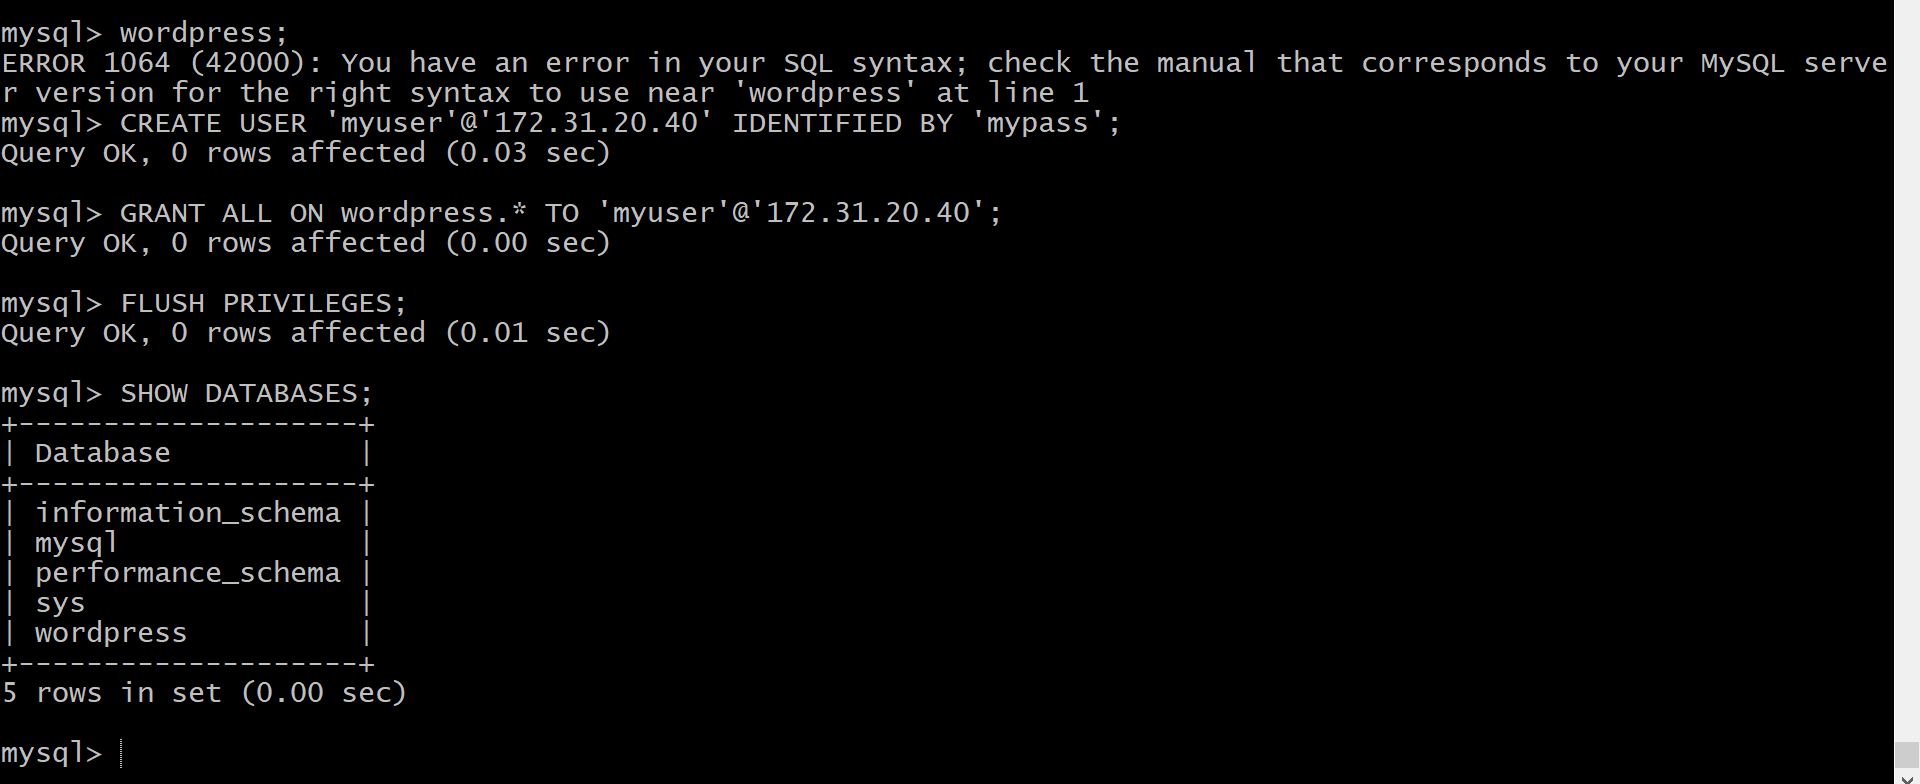 mysql> wordpress;
ERROR 1064 (42000): You have an error in your SQL syntax; check the manual that corresponds to your MySQL serve
r version for the right syntax to use near 'wordpress' at line 1
mysql> CREATE USER 'myuser'@'172.31.20.40' IDENTIFIED BY 'mypass';
Query OK, 0 rows affected (0.03 sec)
mysql> GRANT ALL ON wordpress.* TO 'myuser'@'172.31.20.40';
Query OK, 0 rows affected (0.00 sec)
mysql> FLUSH PRIVILEGES;
Query OK, 0 rows affected (0.01 sec)
mysql> SHOW DATABASES;
+--------------------+
| Database           |
+--------------------+
| information_schema |
| mysql              |
| performance_schema |
| sys                |
| wordpress          |
+--------------------+
5 rows in set (0.00 sec)
mysql>